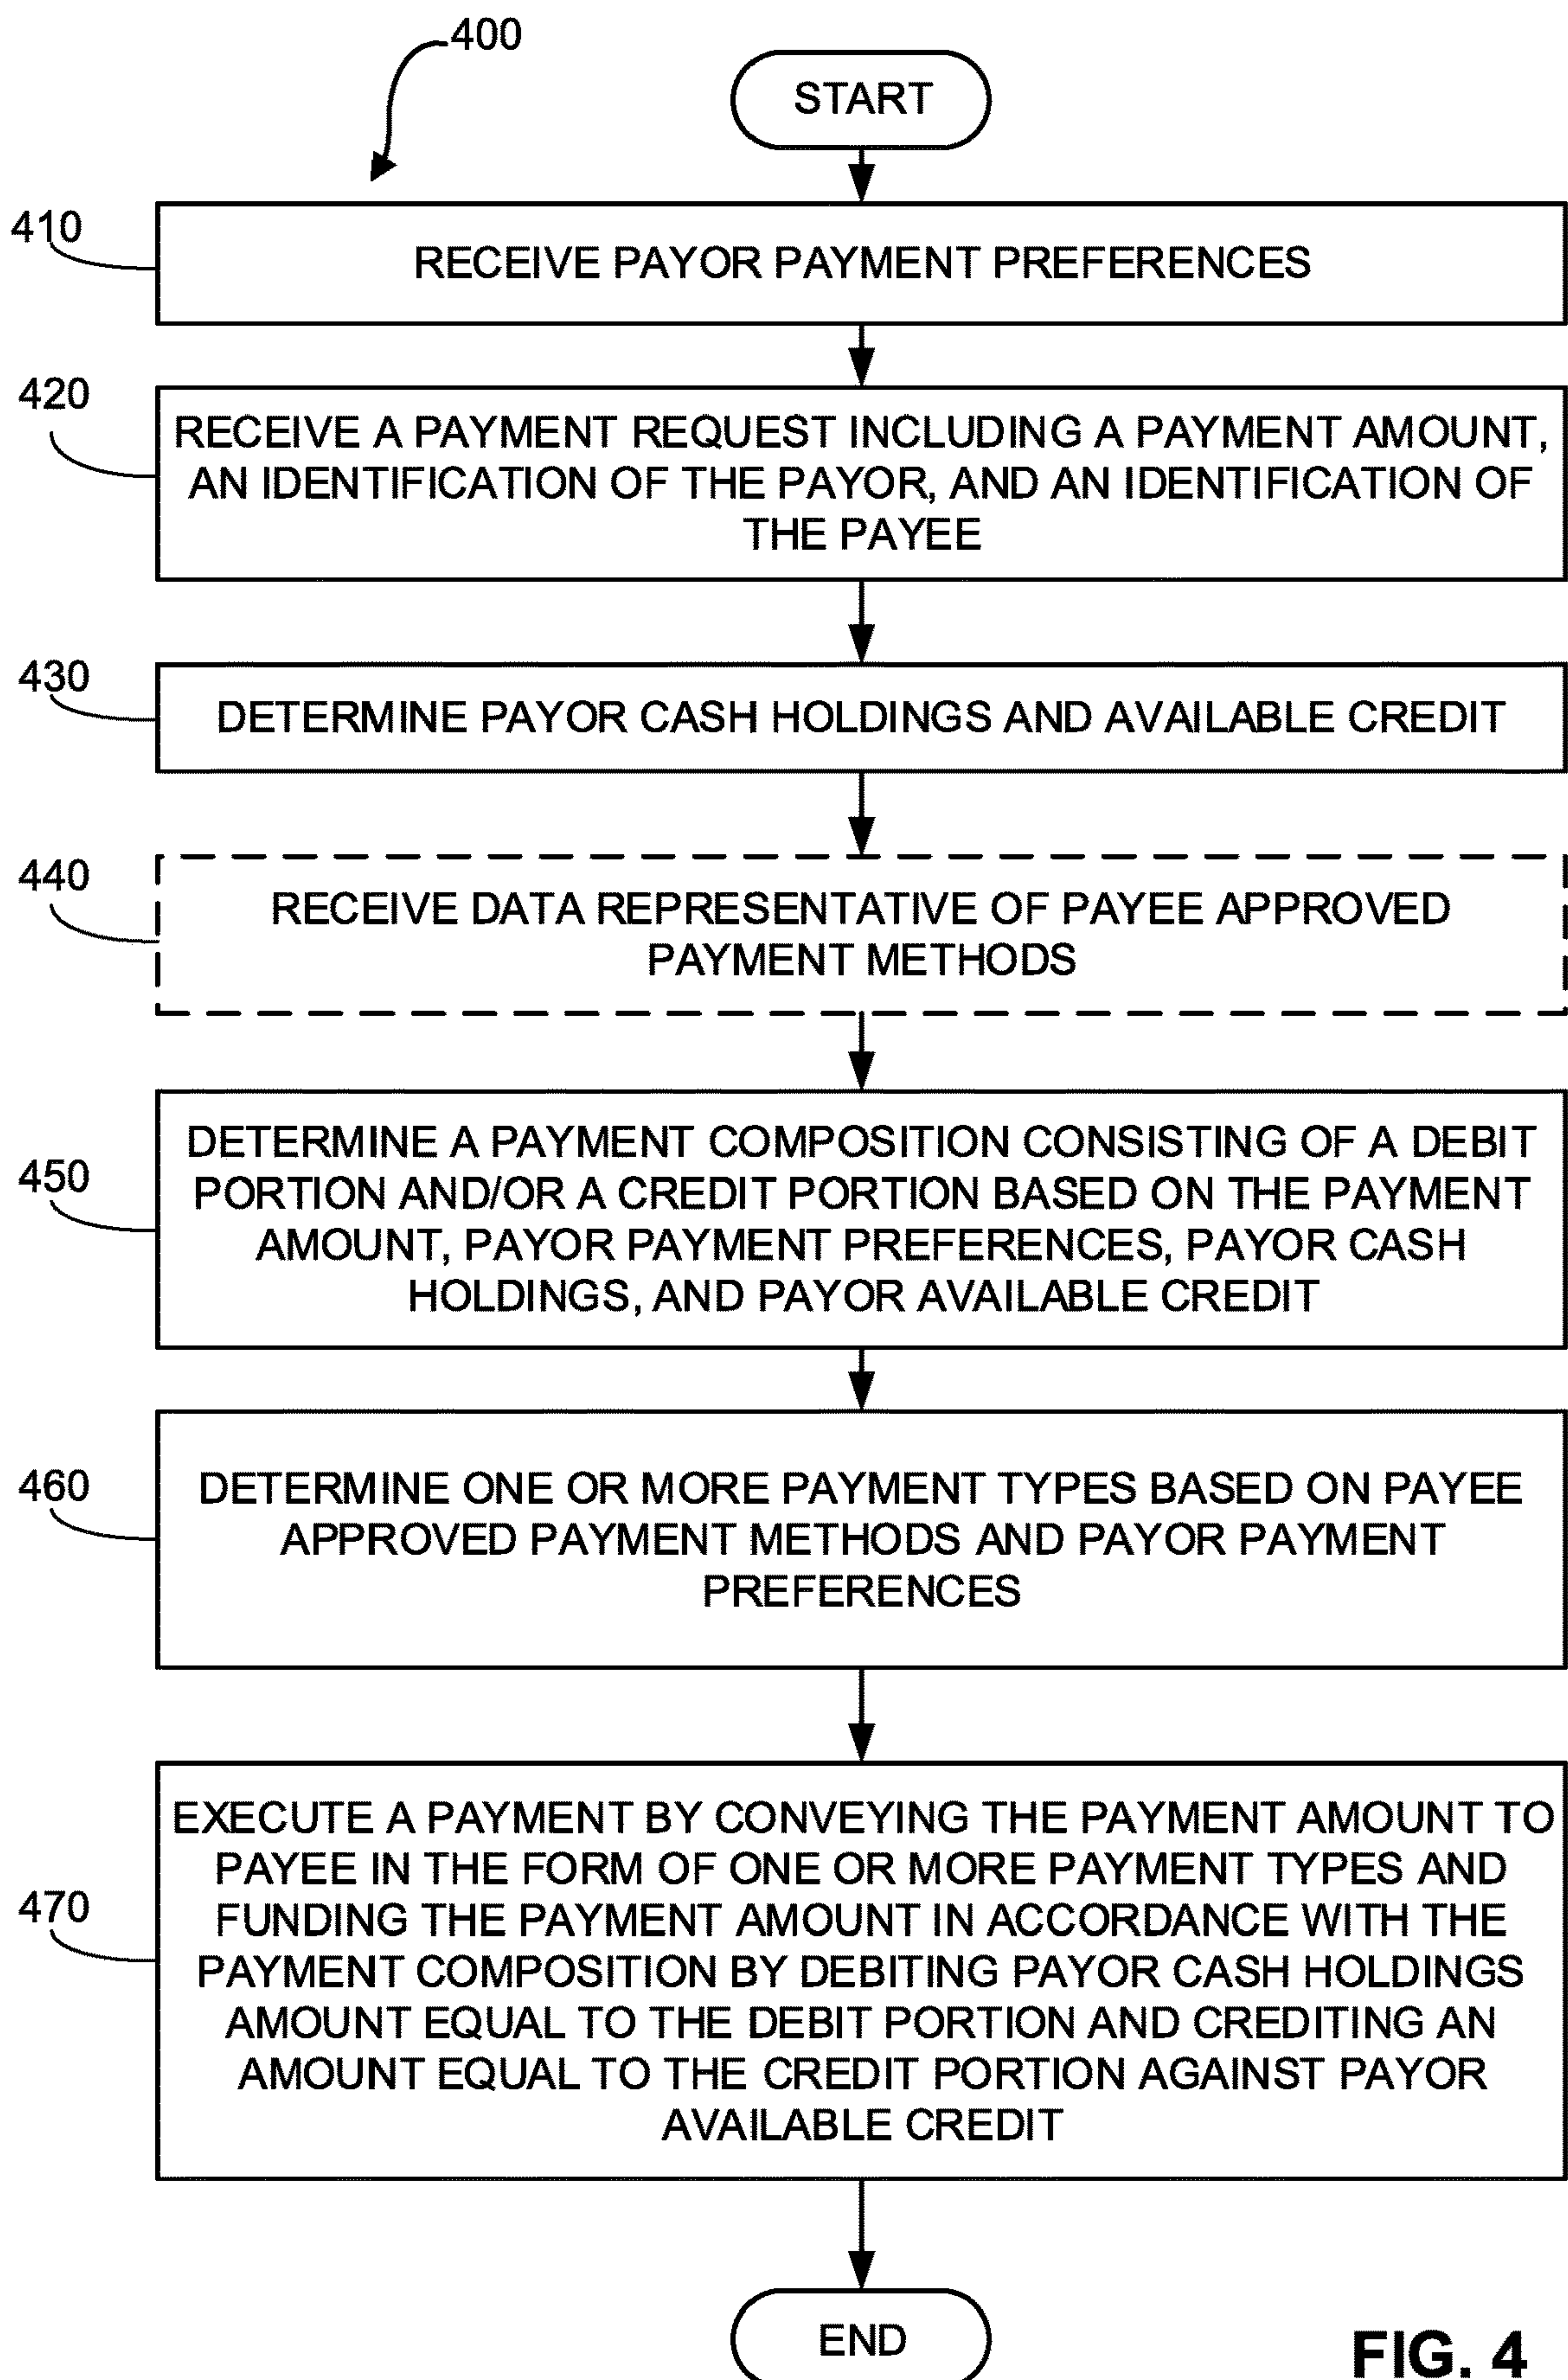 400
START
410
RECEIVE PAYOR PAYMENT PREFERENCES
420
RECEIVE A PAYMENT REQUEST INCLUDING A PAYMENT AMOUNT,
AN IDENTIFICATION OF THE PAYOR, AND AN IDENTIFICATION OF
THE PAYEE
430
DETERMINE PAYOR CASH HOLDINGS AND AVAILABLE CREDIT
440
RECEIVE DATA REPRESENTATIVE OF PAYEE APPROVED
PAYMENT METHODS
450
DETERMINE A PAYMENT COMPOSITION CONSISTING OF A DEBIT
PORTION AND/OR A CREDIT PORTION BASED ON THE PAYMENT
AMOUNT, PAYOR PAYMENT PREFERENCES, PAYOR CASH
HOLDINGS, AND PAYOR AVAILABLE CREDIT
460
DETERMINE ONE OR MORE PAYMENT TYPES BASED ON PAYEE
APPROVED PAYMENT METHODS AND PAYOR PAYMENT
PREFERENCES
470
EXECUTE A PAYMENT BY CONVEYING THE PAYMENT AMOUNT TO
PAYEE IN THE FORM OF ONE OR MORE PAYMENT TYPES AND
FUNDING THE PAYMENT AMOUNT IN ACCORDANCE WITH THE
PAYMENT COMPOSITION BY DEBITING PAYOR CASH HOLDINGS
AMOUNT EQUAL TO THE DEBIT PORTION AND CREDITING AN
AMOUNT EQUAL TO THE CREDIT PORTION AGAINST PAYOR
AVAILABLE CREDIT
END
FIG. 4